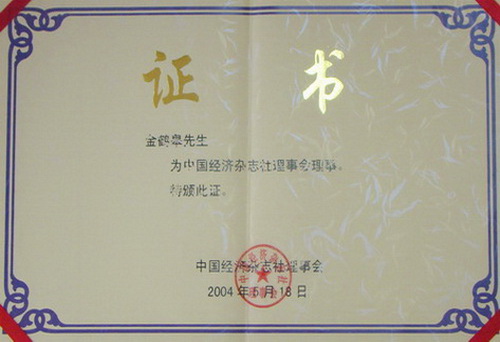 证书
金鹤皋先生
为中国经济杂志社理事会理事。
特颁此证。
中国经济杂志社理事会
2004年5月18日